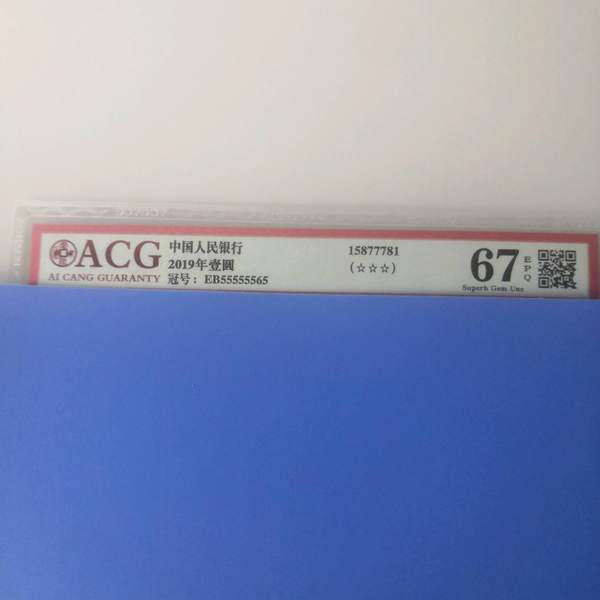 ACG
AI CANG GUARANTY
中国人民银行
2019年壹圆
冠号: EB55555565
15877781
(☆☆☆)
67
EPQ
Superb Gem Unc